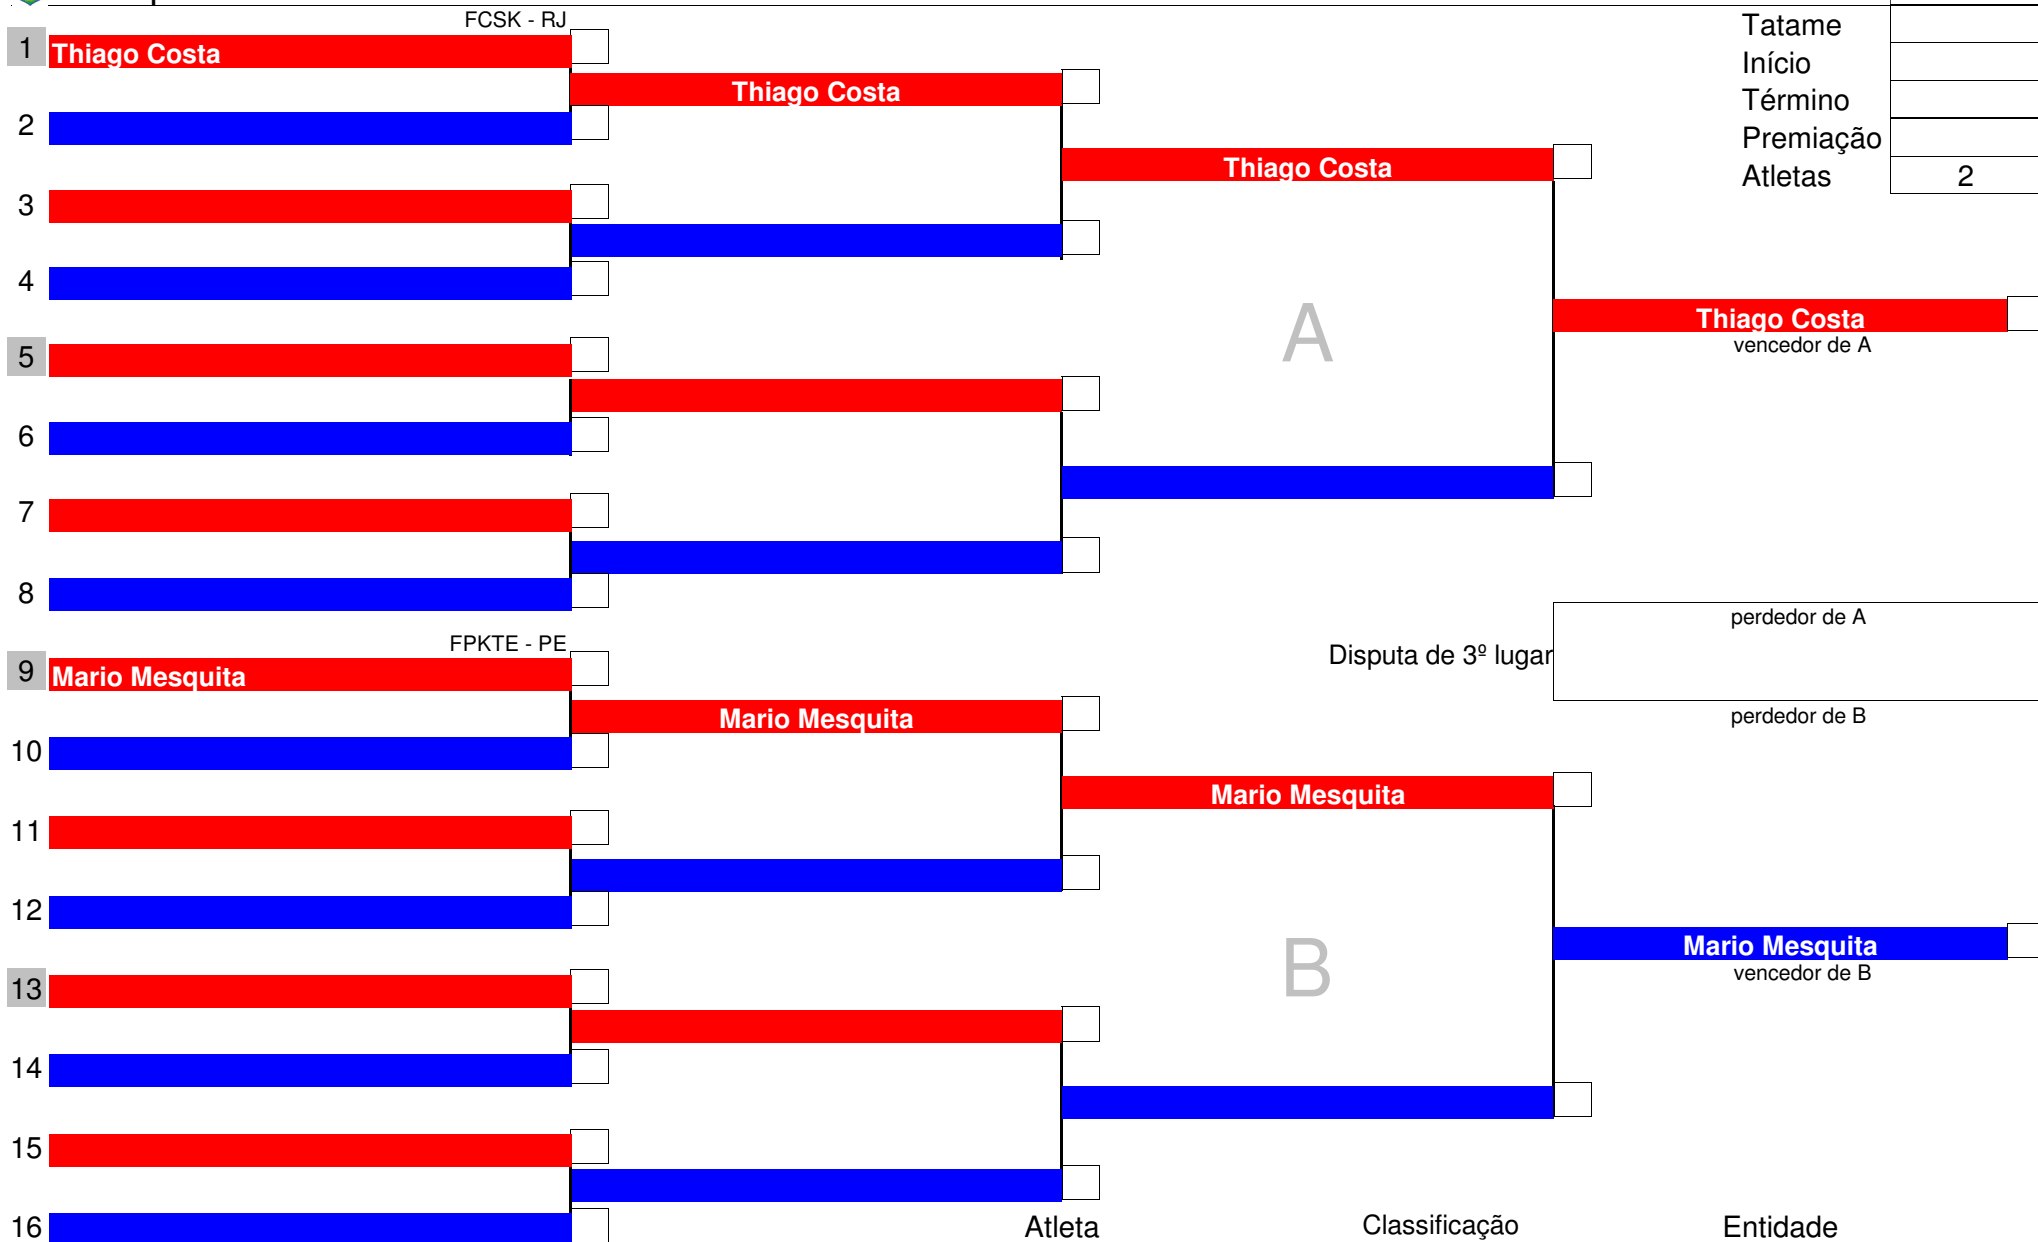 FCSK - RJ
Tatame
1 Thiago Costa
Início
Thiago Costa
Término
2
Premiação
Thiago Costa
Atletas 2
3
4
A
Thiago Costa
vencedor de A
5
6
7
8
perdedor de A
FPKTE - PE
Disputa de 3º lugar
9 Mario Mesquita
Mario Mesquita
perdedor de B
10
Mario Mesquita
11
12
B
Mario Mesquita
vencedor de B
13
14
15
16
Atleta Classificação Entidade